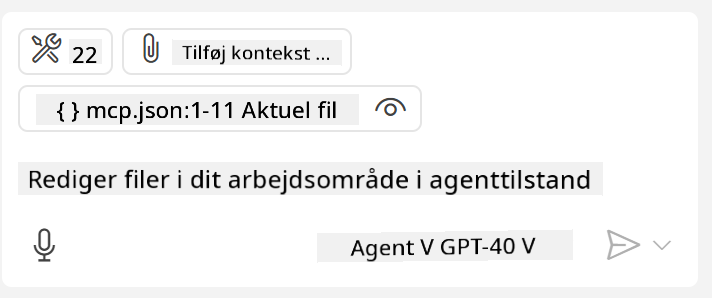 22
Tilføj kontekst ...
{ } mcp.json:1-11 Aktuel fil
Rediger filer i dit arbejdsområde i agenttilstand
Agent V GPT-40 V